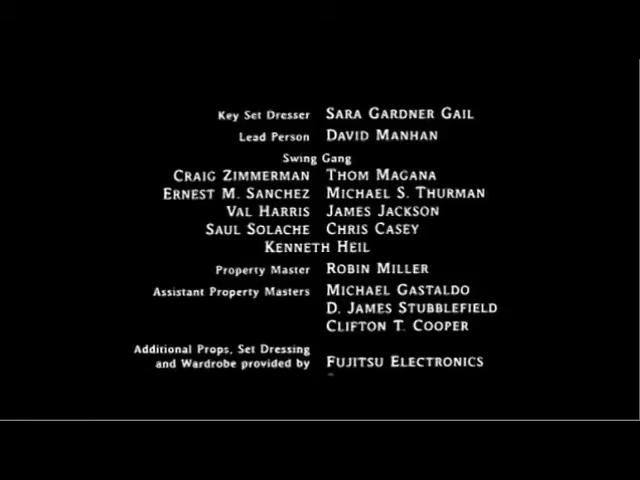 Key Set Dresser SARA GARDNER GAIL
Lead Person DAVID MANHAN
Swing Gang
CRAIG ZIMMERMAN THOM MAGANA
ERNEST M. SANCHEZ MICHAEL S. THURMAN
VAL HARRIS JAMES JACKSON
SAUL SOLACHE CHRIS CASEY
KENNETH HEIL
Property Master ROBIN MILLER
Assistant Property Masters MICHAEL GASTALDO
D. JAMES STUBBLEFIELD
CLIFTON T. COOPER
Additional Props, Set Dressing
and Wardrobe provided by FUJITSU ELECTRONICS